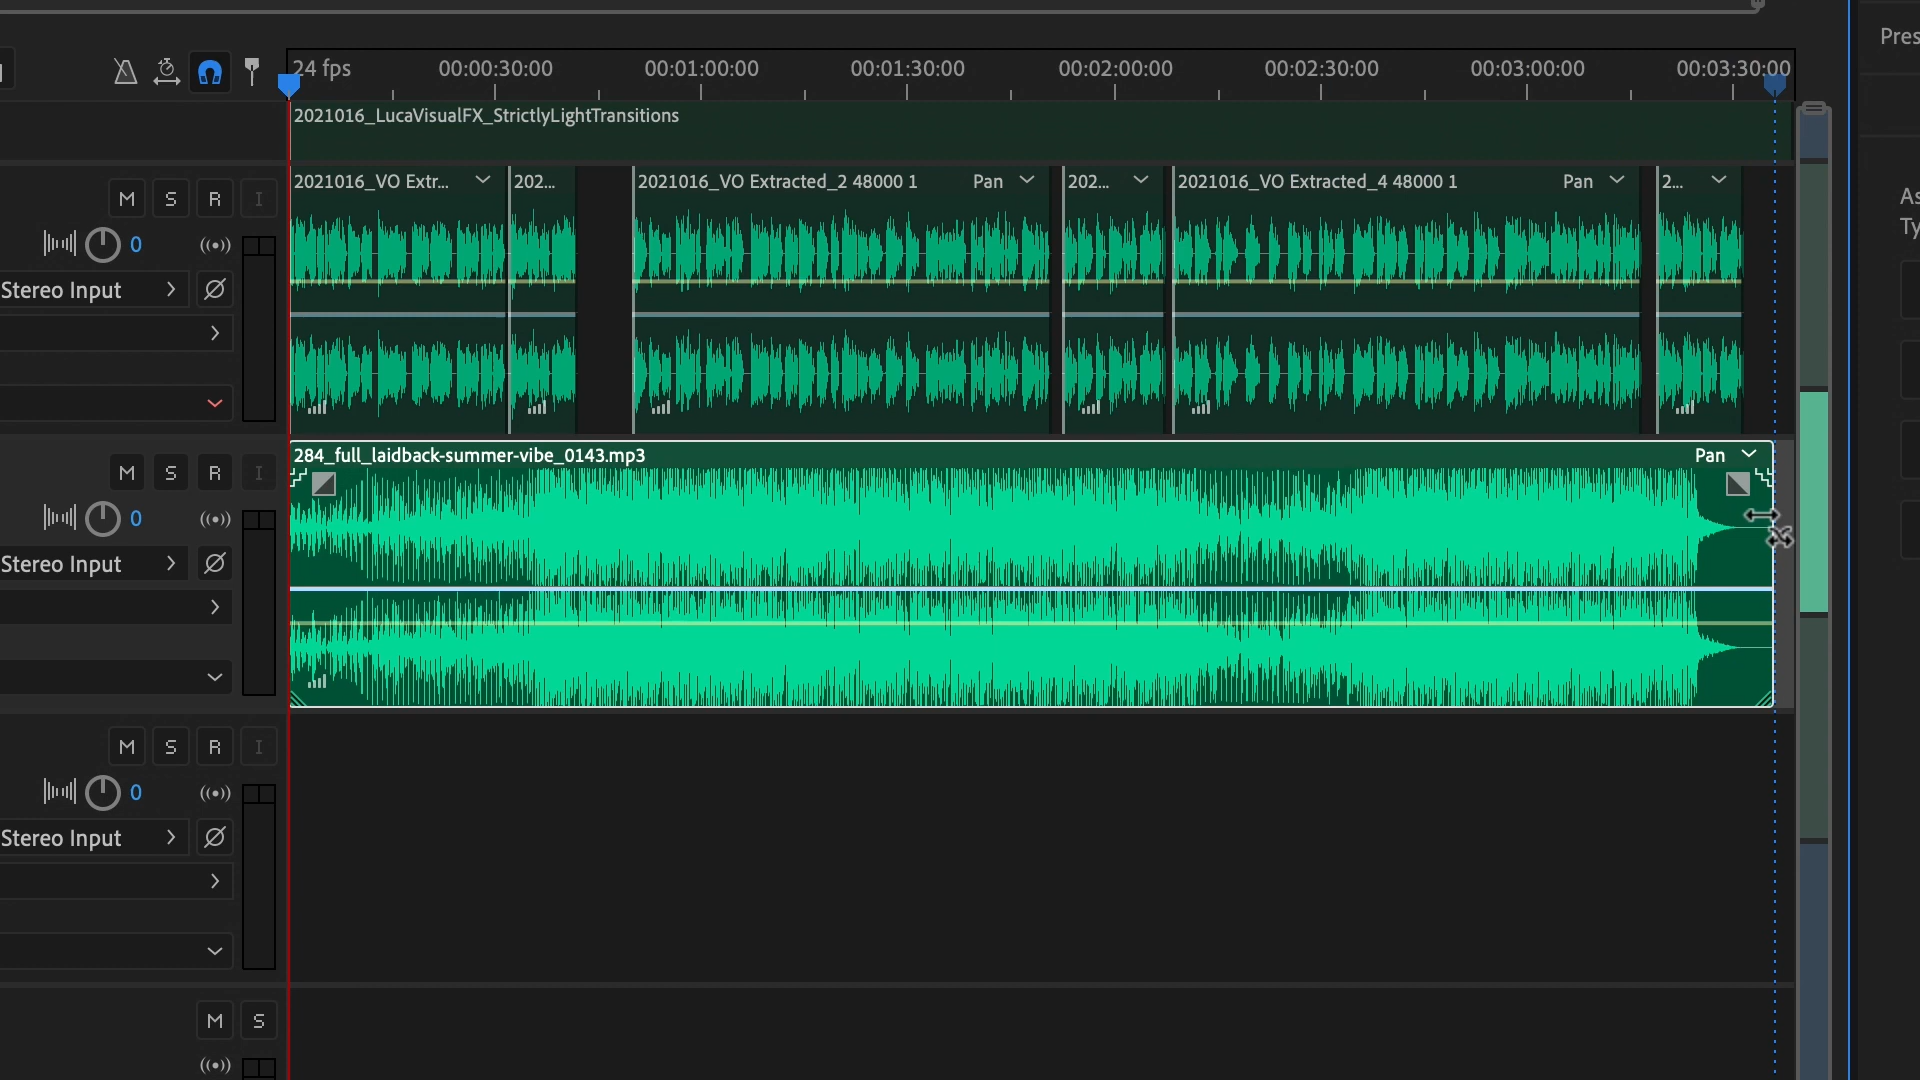 Pres
24 fps 00:00:30:00 00:01:00:00 00:01:30:00 00:02:00:00 00:02:30:00 00:03:00:00 00:03:30:00
2021016_LucaVisualFX_StrictlyLightTransitions
2021016_VO Extr... 202... 2021016_VO Extracted_2 48000 1 Pan 202... 2021016_VO Extracted_4 48000 1 Pan 2...
M S R I
As
Ty
0
Stereo Input
284_full_laidback-summer-vibe_0143.mp3 Pan
M S R I
0
Stereo Input
M S R I
0
Stereo Input
M S